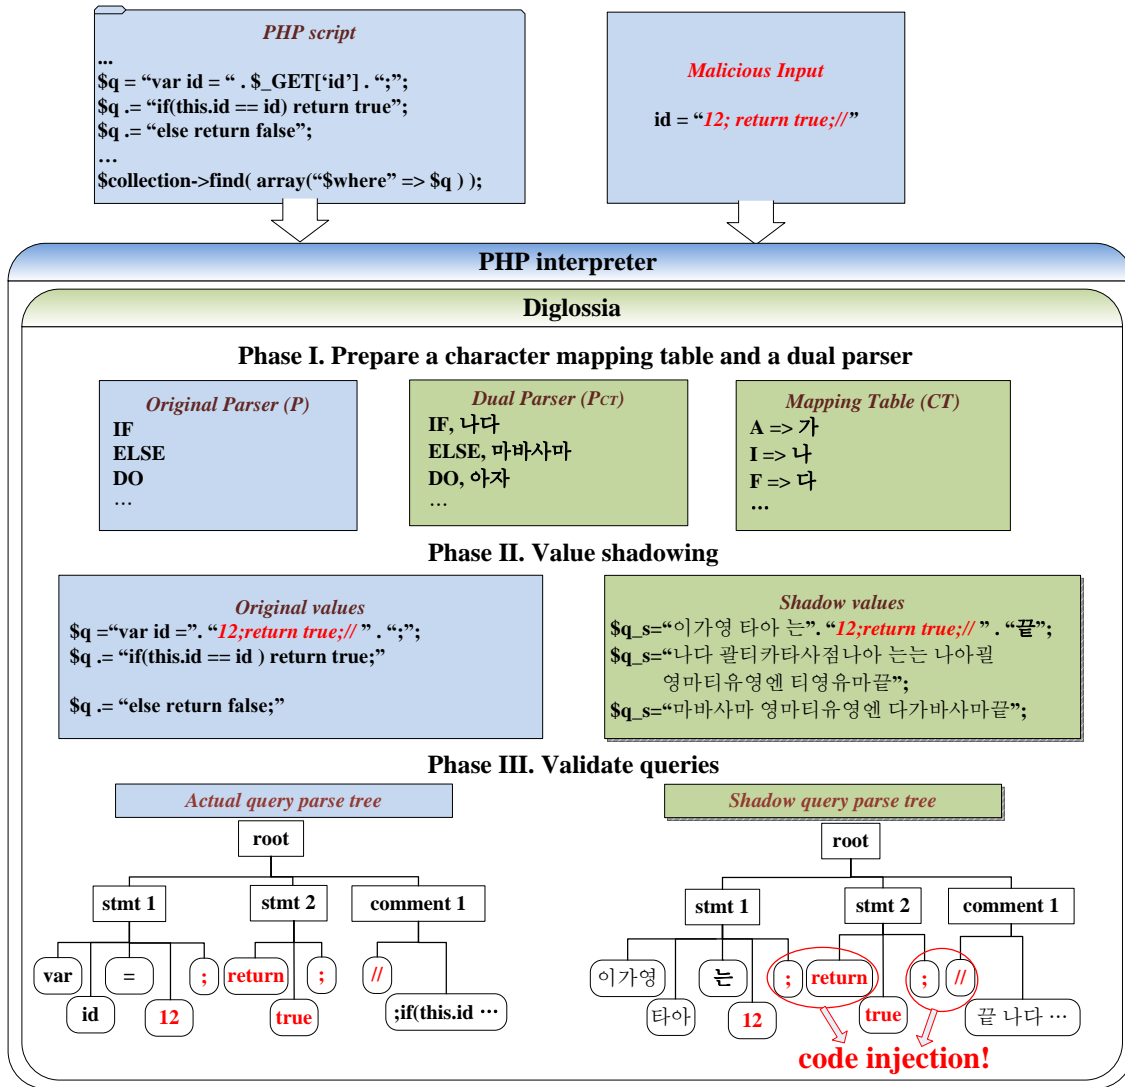 PHP script
...
$q = “var id = “ . $_GET[‘id’] . “;”;
$q .= “if(this.id == id) return true”;
$q .= “else return false”;
…
$collection->find( array(“$where” => $q ) );
Malicious Input
id = “12; return true;//”
PHP interpreter
Diglossia
Phase I. Prepare a character mapping table and a dual parser
Original Parser (P)
IF
ELSE
DO
…
Dual Parser (PCT)
IF, 나다
ELSE, 마바사마
DO, 아자
…
Mapping Table (CT)
A => 가
I => 나
F => 다
…
Phase II. Value shadowing
Original values
$q =“var id =”. “12;return true;// ” . “;”;
$q .= “if(this.id == id ) return true;”
$q .= “else return false;”
Shadow values
$q_s=“이가영 타아 는”. “12;return true;// ” . “끝”;
$q_s=“나다 괄티카타사점나아 는는 나아필
영마티유영엔 티영유마끝”;
$q_s=“마바사마 영마티유영엔 다가바사마끝”;
Phase III. Validate queries
Actual query parse tree
root
stmt 1
stmt 2
comment 1
var
=
;
return
;
//
id
12
true
;if(this.id …
Shadow query parse tree
root
stmt 1
stmt 2
comment 1
이가영
는
;
return
;
//
타아
12
true
끝 나다 …
code injection!